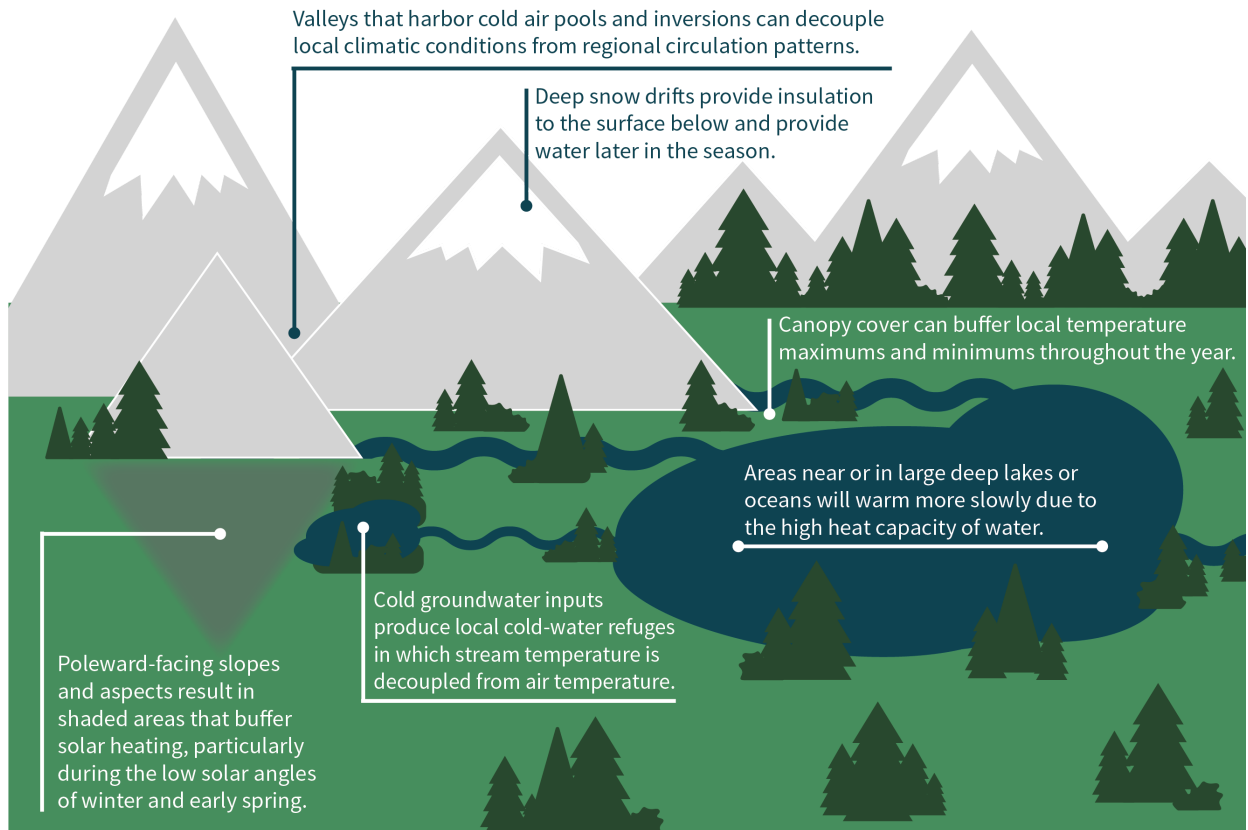 Valleys that harbor cold air pools and inversions can decouple
local climatic conditions from regional circulation patterns.
Deep snow drifts provide insulation
to the surface below and provide
water later in the season.
Canopy cover can buffer local temperature
maximums and minimums throughout the year.
Areas near or in large deep lakes or
oceans will warm more slowly due to
the high heat capacity of water.
Cold groundwater inputs
produce local cold-water refuges
in which stream temperature is
decoupled from air temperature.
Poleward-facing slopes
and aspects result in
shaded areas that buffer
solar heating, particularly
during the low solar angles
of winter and early spring.